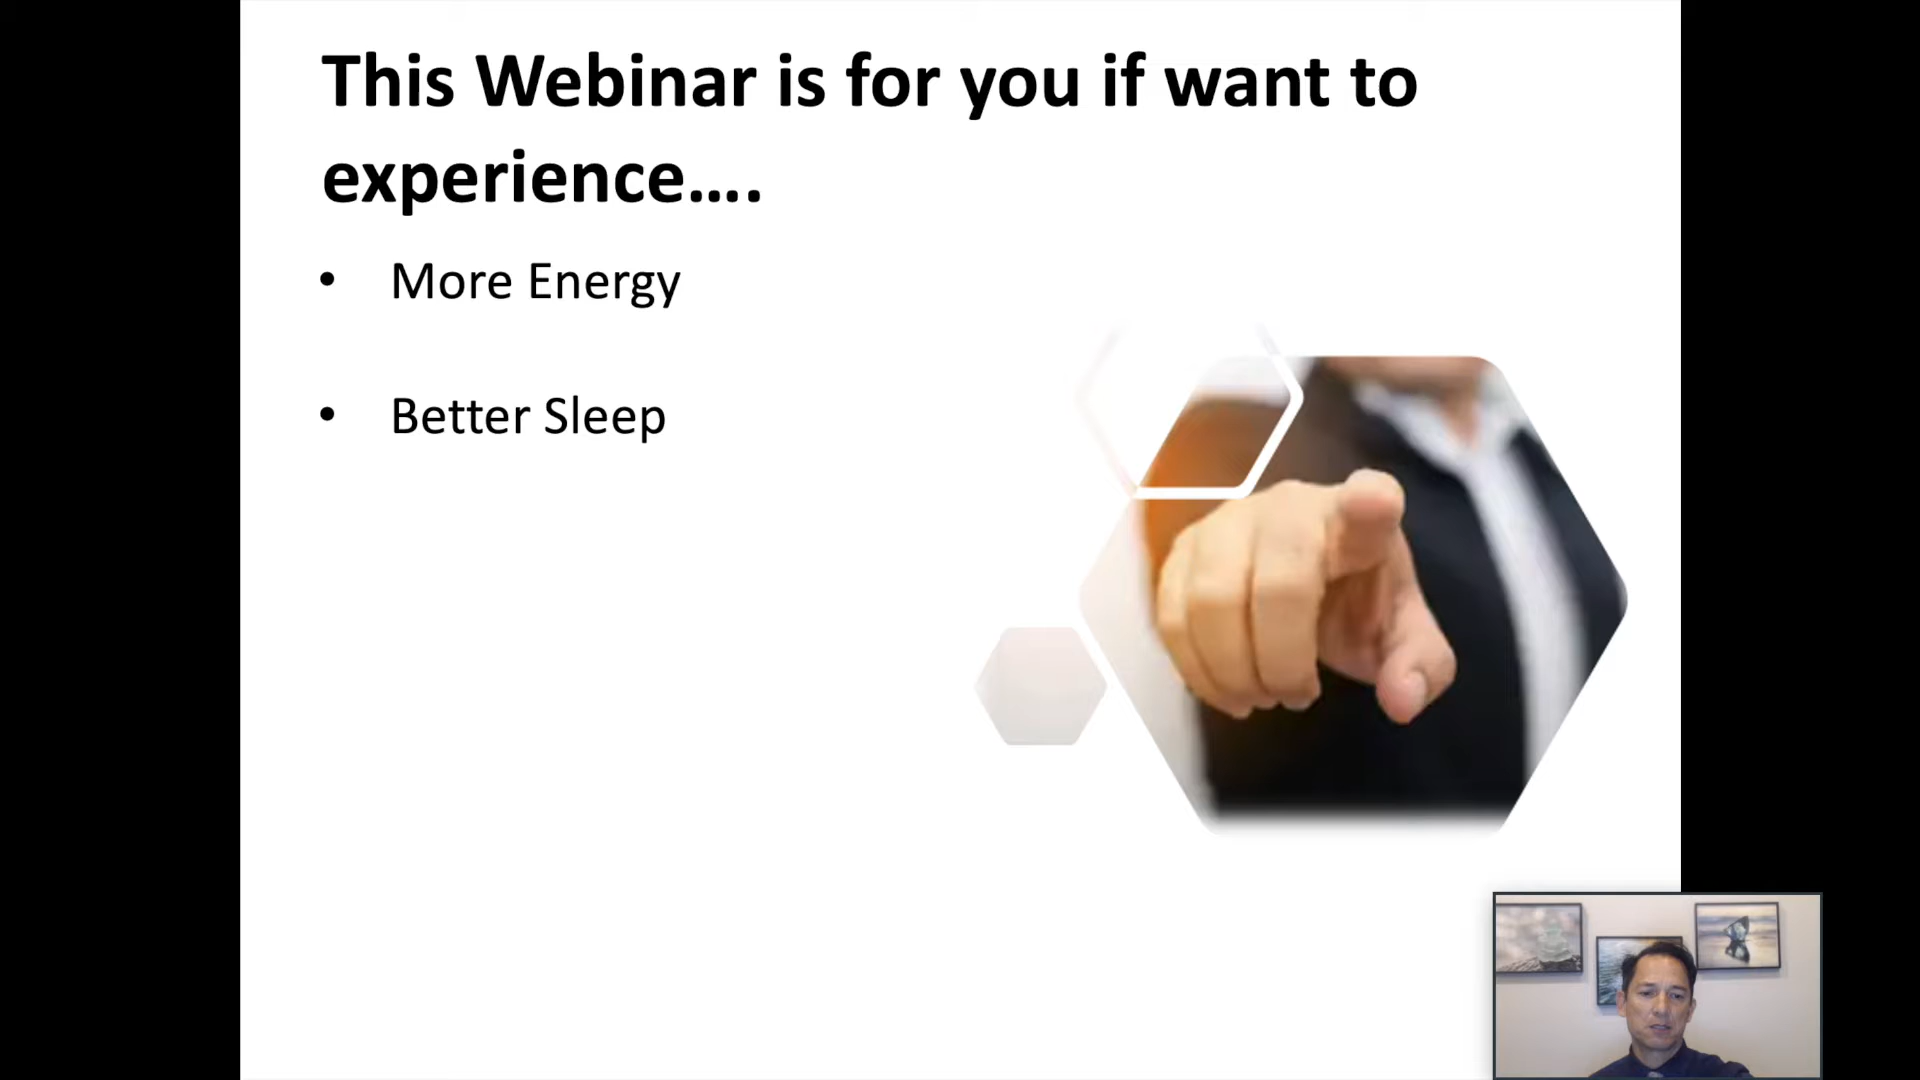 This Webinar is for you if want to
experience….
• More Energy
• Better Sleep